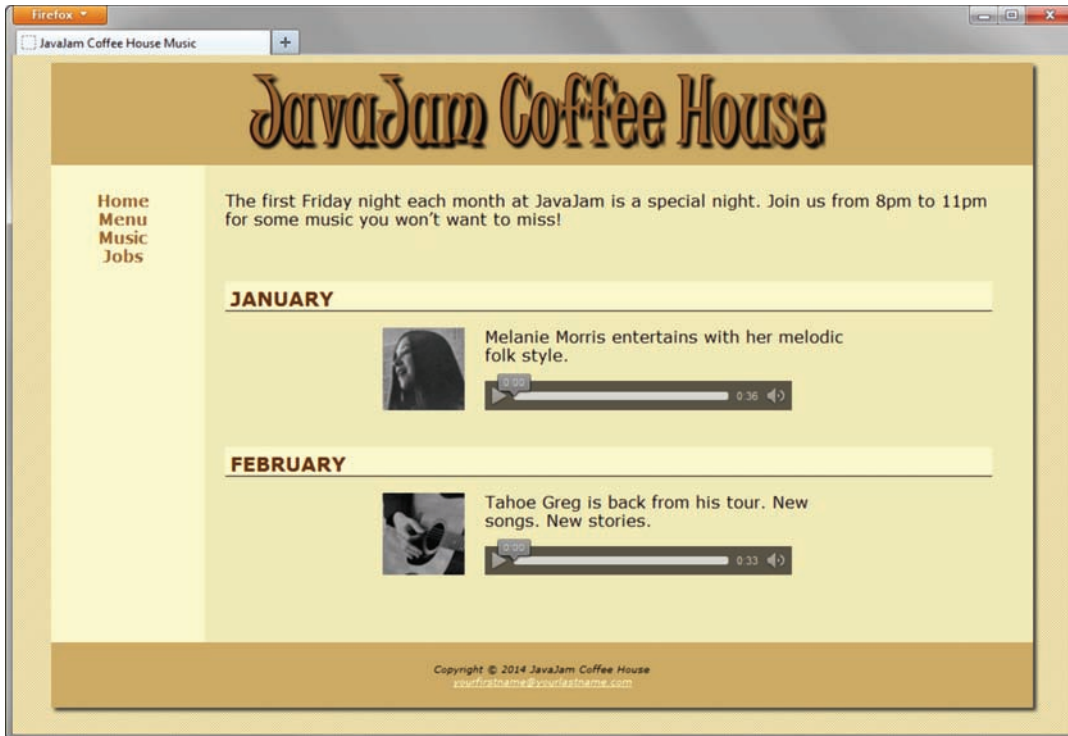 Firefox
JavaJam Coffee House Music
JavaJam Coffee House
Home
Menu
Music
Jobs
The first Friday night each month at JavaJam is a special night. Join us from 8pm to 11pm
for some music you won’t want to miss!
JANUARY
Melanie Morris entertains with her melodic
folk style.
0:00
0:36
FEBRUARY
Tahoe Greg is back from his tour. New
songs. New stories.
0:00
0:33
Copyright © 2014 JavaJam Coffee House
yourfirstname@yourlastname.com